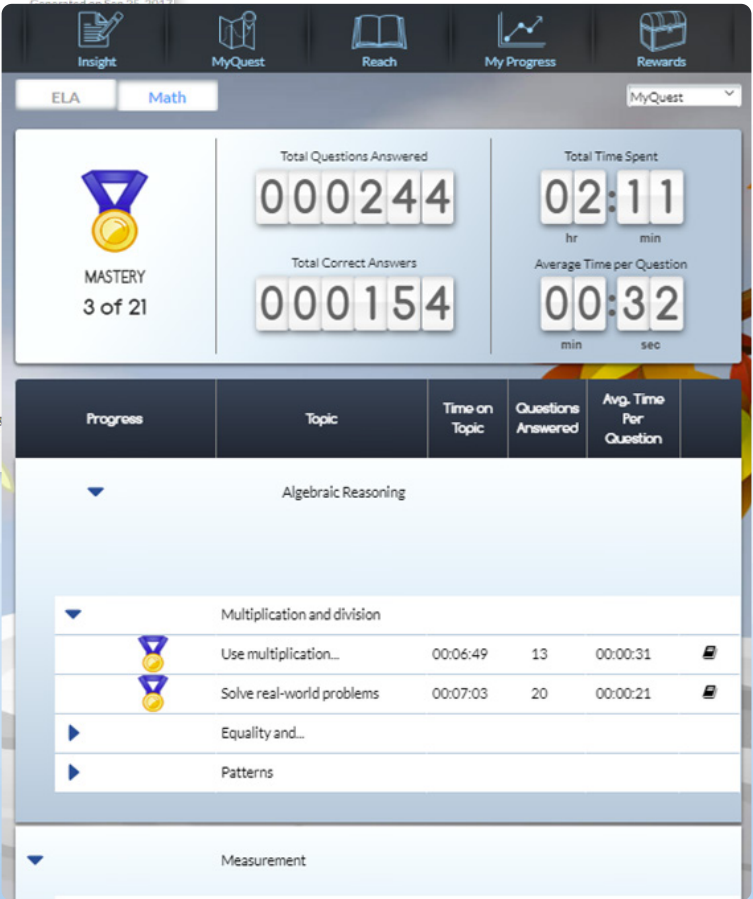 Insight MyQuest Reach My Progress Rewards
ELA Math MyQuest
Total Questions Answered Total Time Spent
000244 02:11
hr min
MASTERY
3 of 21
Total Correct Answers Average Time per Question
000154 00:32
min sec
Progress Topic Time on Topic Questions Answered Avg. Time Per Question
Algebraic Reasoning
Multiplication and division
Use multiplication... 00:06:49 13 00:00:31
Solve real-world problems 00:07:03 20 00:00:21
Equality and...
Patterns
Measurement